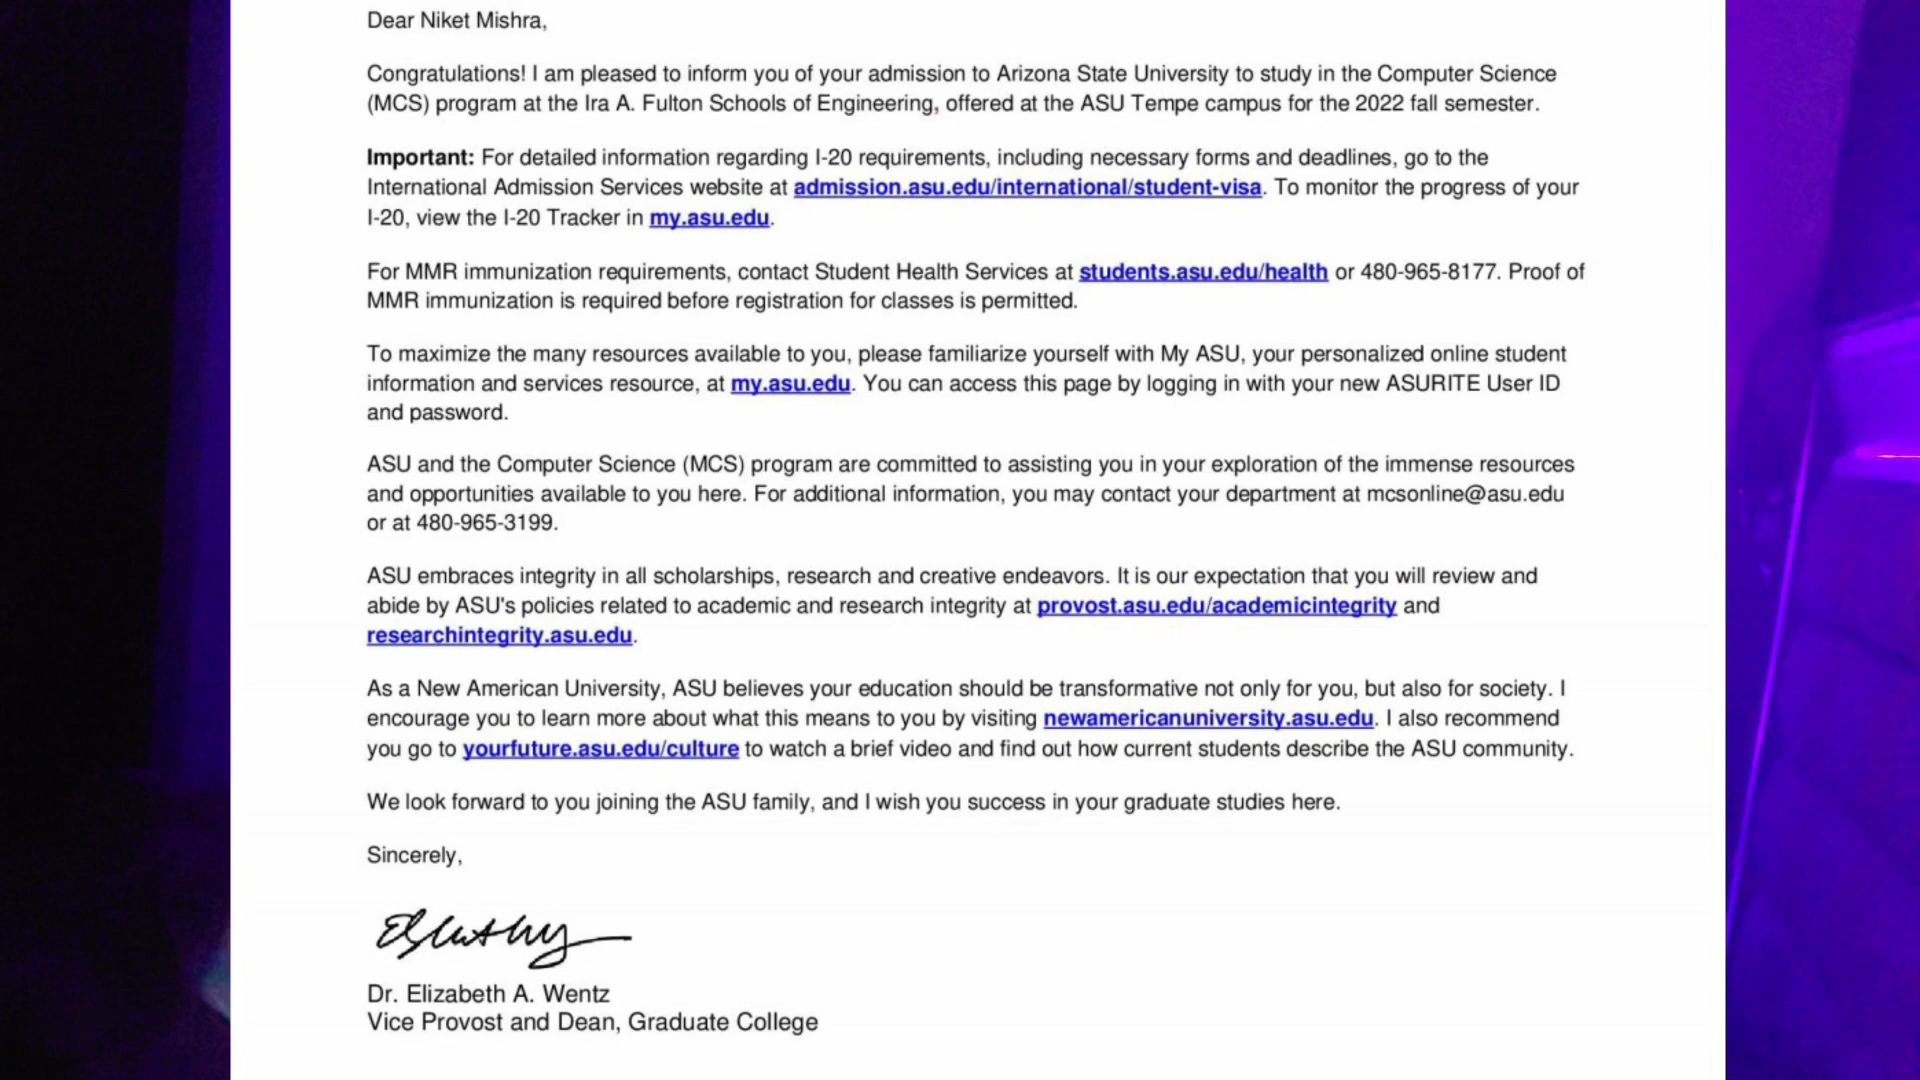 Dear Niket Mishra,
Congratulations! I am pleased to inform you of your admission to Arizona State University to study in the Computer Science
(MCS) program at the Ira A. Fulton Schools of Engineering, offered at the ASU Tempe campus for the 2022 fall semester.
Important: For detailed information regarding I-20 requirements, including necessary forms and deadlines, go to the
International Admission Services website at admission.asu.edu/international/student-visa. To monitor the progress of your
I-20, view the I-20 Tracker in my.asu.edu.
For MMR immunization requirements, contact Student Health Services at students.asu.edu/health or 480-965-8177. Proof of
MMR immunization is required before registration for classes is permitted.
To maximize the many resources available to you, please familiarize yourself with My ASU, your personalized online student
information and services resource, at my.asu.edu. You can access this page by logging in with your new ASURITE User ID
and password.
ASU and the Computer Science (MCS) program are committed to assisting you in your exploration of the immense resources
and opportunities available to you here. For additional information, you may contact your department at mcsonline@asu.edu
or at 480-965-3199.
ASU embraces integrity in all scholarships, research and creative endeavors. It is our expectation that you will review and
abide by ASU's policies related to academic and research integrity at provost.asu.edu/academicintegrity and
researchintegrity.asu.edu.
As a New American University, ASU believes your education should be transformative not only for you, but also for society. I
encourage you to learn more about what this means to you by visiting newamericanuniversity.asu.edu. I also recommend
you go to yourfuture.asu.edu/culture to watch a brief video and find out how current students describe the ASU community.
We look forward to you joining the ASU family, and I wish you success in your graduate studies here.
Sincerely,
Dr. Elizabeth A. Wentz
Vice Provost and Dean, Graduate College